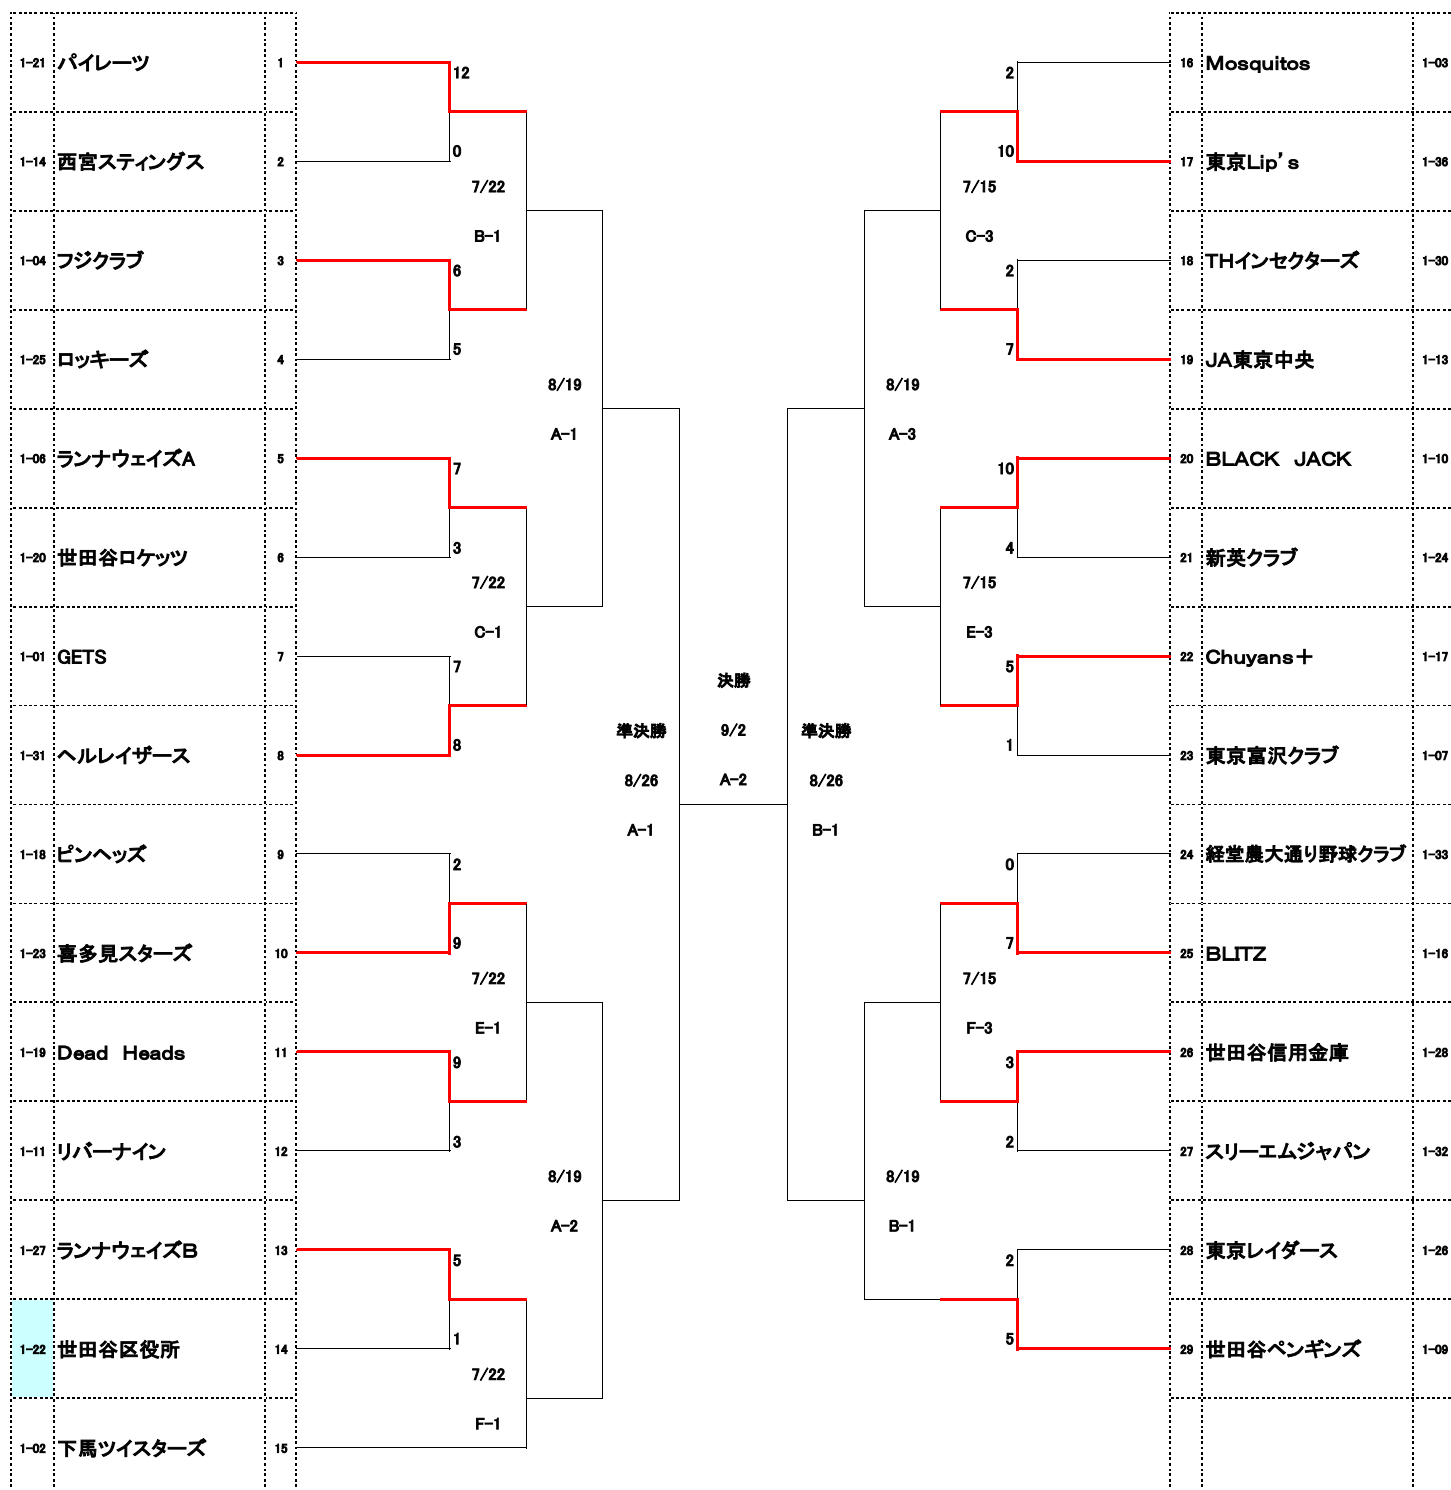 1-21 パイレーツ 1
12
1-14 西宮スティングス 2
0
7/22
B-1
1-04 フジクラブ 3
6
1-25 ロッキーズ 4
5
8/19
A-1
1-06 ランナウェイズA 5
7
1-20 世田谷ロケッツ 6
3
7/22
C-1
1-01 GETS 7
7
1-31 ヘルレイザース 8
8
準決勝
8/26
A-1
1-18 ピンヘッズ 9
2
1-23 喜多見スターズ 10
9
7/22
E-1
1-19 Dead Heads 11
9
1-11 リバーナイン 12
3
8/19
A-2
1-27 ランナウェイズB 13
5
1-22 世田谷区役所 14
1
7/22
F-1
1-02 下馬ツイスターズ 15
決勝
9/2
A-2
2
16 Mosquitos 1-03
10
17 東京Lip's 1-36
7/15
C-3
2
18 THインセクターズ 1-30
7
19 JA東京中央 1-13
8/19
A-3
10
20 BLACK JACK 1-10
4
21 新英クラブ 1-24
7/15
E-3
5
22 Chuyans+ 1-17
1
23 東京富沢クラブ 1-07
準決勝
8/26
B-1
0
24 経堂農大通り野球クラブ 1-33
7
25 BLITZ 1-16
7/15
F-3
3
26 世田谷信用金庫 1-28
2
27 スリーエムジャパン 1-32
8/19
B-1
2
28 東京レイダース 1-26
5
29 世田谷ペンギンズ 1-09